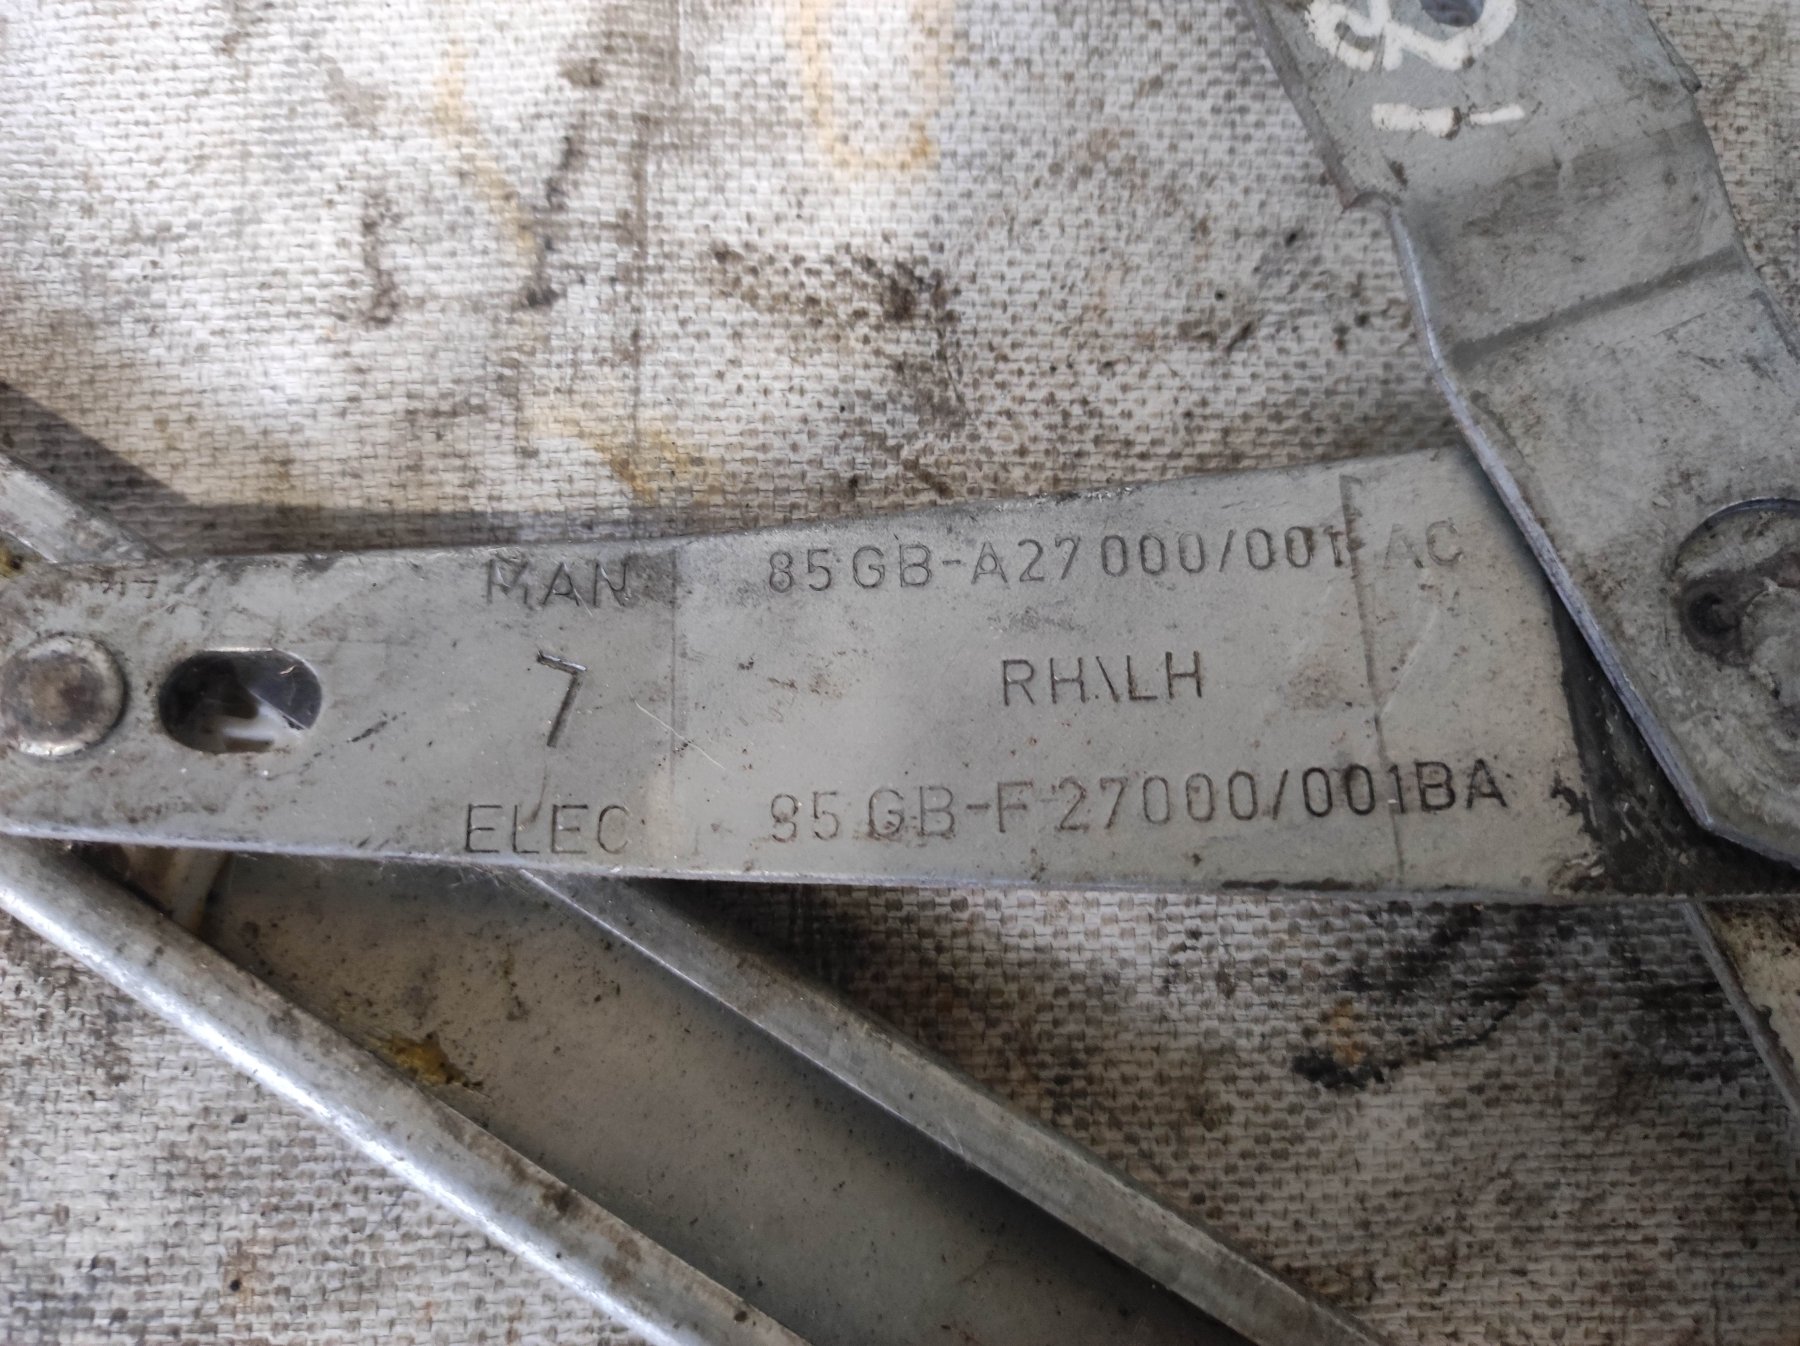 MAN 85GB-A27000/001-AC
7 RH\LH
ELEC 85GB-F27000/001BA